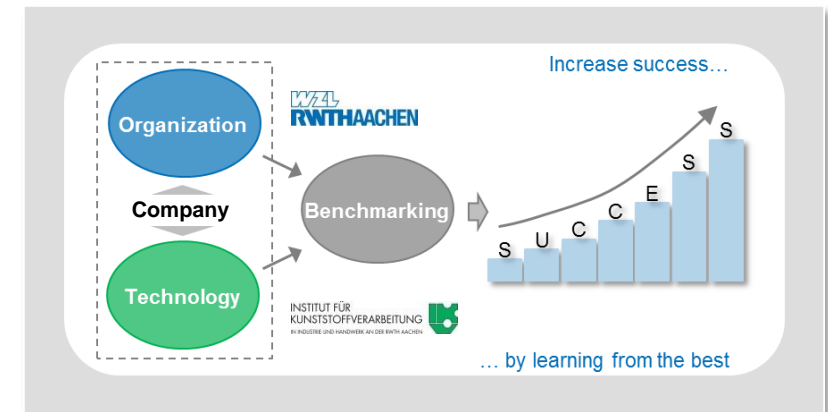 Increase success…
Organization
WZL
RWTHAACHEN
Company
Benchmarking
Technology
S U C C E S S
INSTITUT FÜR
KUNSTSTOFFVERARBEITUNG
IN INDUSTRIE UND HANDWERK AN DER RWTH AACHEN
… by learning from the best